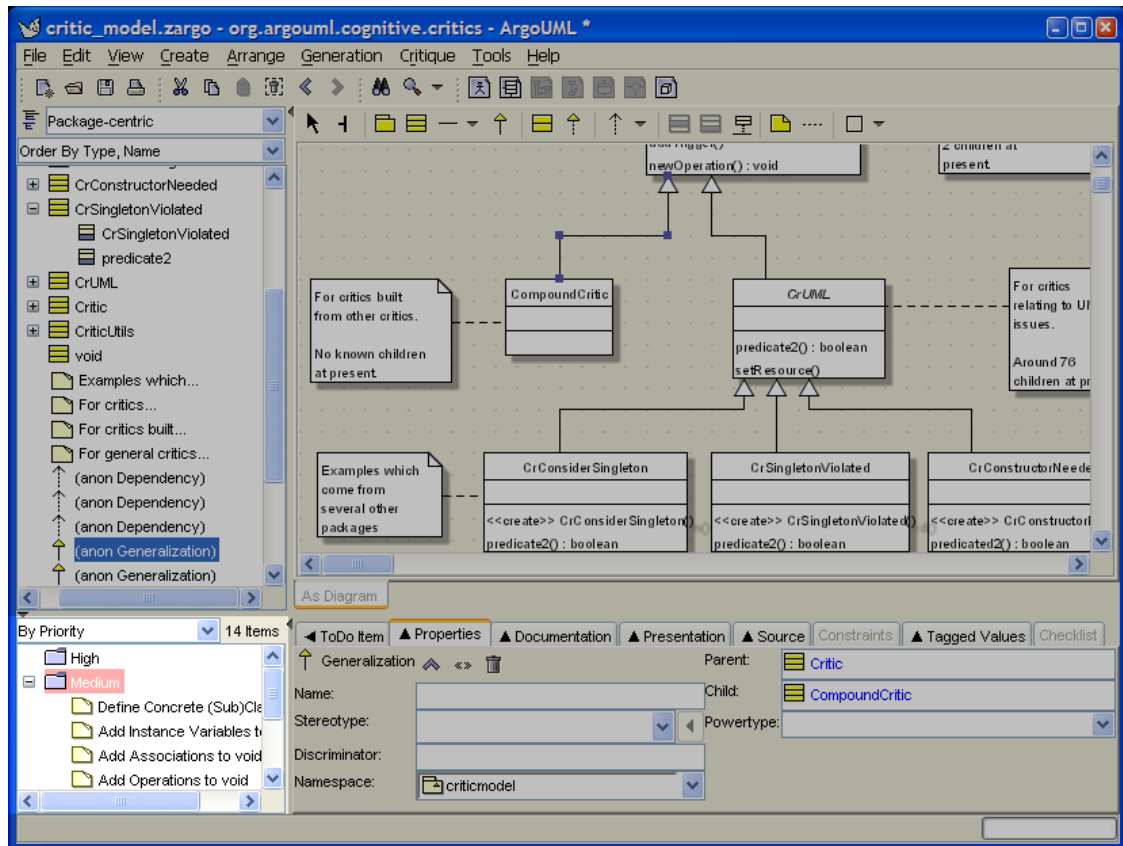 critic_model.zargo - org.argouml.cognitive.critics - ArgoUML *
File Edit View Create Arrange Generation Critique Tools Help
Package-centric
Order By Type, Name
CrConstructorNeeded
CrSingletonViolated
CrSingletonViolated
predicate2
CrUML
Critic
CriticUtils
void
Examples which...
For critics...
For critics built...
For general critics...
(anon Dependency)
(anon Dependency)
(anon Dependency)
(anon Generalization)
(anon Generalization)
newOperation() : void
2 children at
present.
For critics built
from other critics.
No known children
at present.
CompoundCritic
CrUML
predicate2() : boolean
setResource()
For critics
relating to
issues.
Around 76
children at
Examples which
come from
several other
packages
CrConsiderSingleton
<<create>> CrConsiderSingleton()
predicate2() : boolean
CrSingletonViolated
<<create>> CrSingletonViolated()
predicate2() : boolean
CrConstructorNeede
<<create>> Cr
predicated2() : boolean
As Diagram
By Priority 14 Items
High
Medium
Define Concrete (Sub)Cla
Add Instance Variables to
Add Associations to void
Add Operations to void
ToDo Item Properties Documentation Presentation Source Constraints Tagged Values Checklist
Generalization
Name:
Stereotype:
Discriminator:
Namespace: criticmodel
Parent: Critic
Child: CompoundCritic
Powertype: